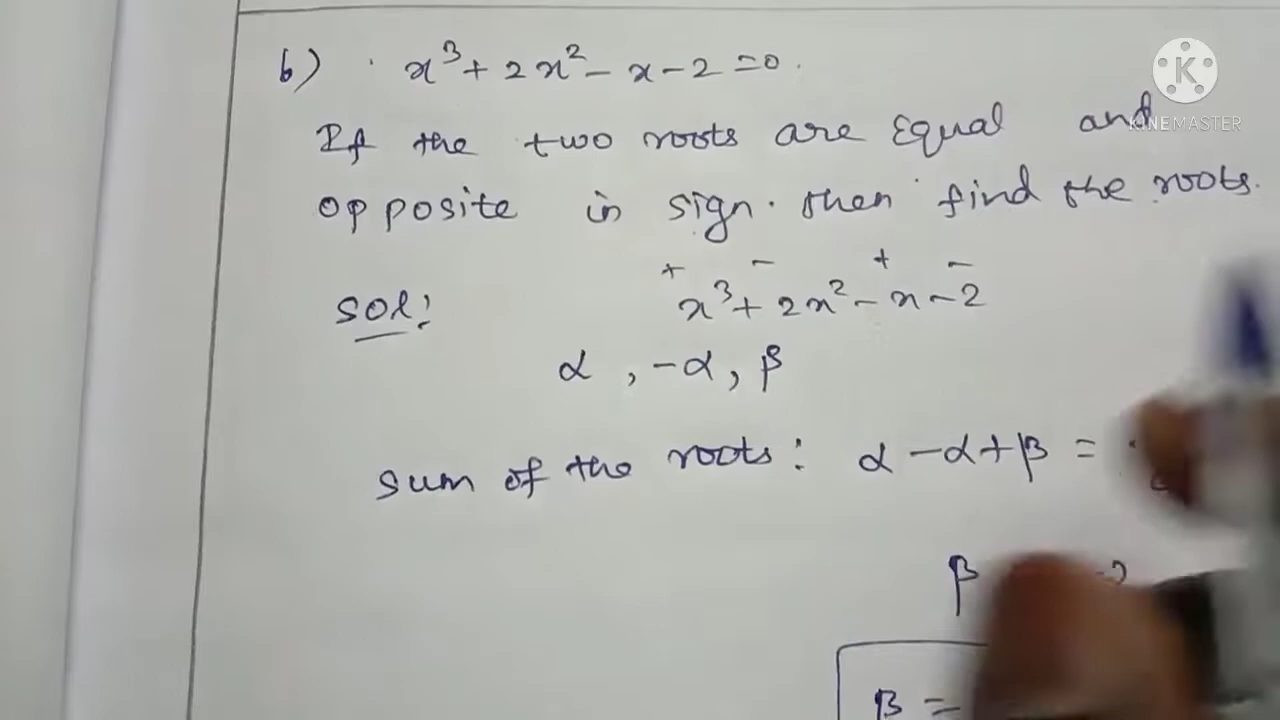 b) x³ + 2x² - x - 2 = 0.
K
KINEMASTER
If the two roots are Equal and
opposite in sign. then find the roots.
+ - + -
Sol: x³ + 2x² - x - 2
α, -α, β
sum of the roots: α - α + β =
β
β =